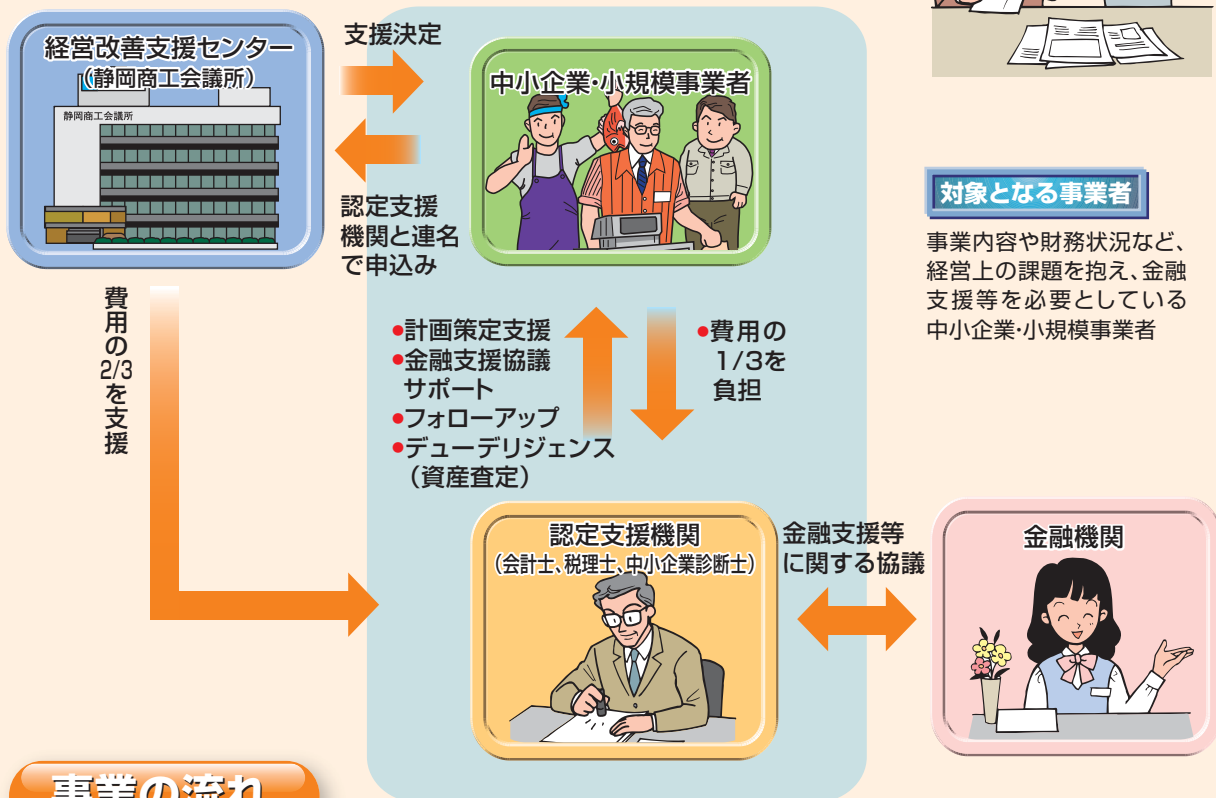 経営改善支援センター
(静岡商工会議所)
静岡商工会議所
支援決定
中小企業・小規模事業者
認定支援
機関と連名
で申込み
対象となる事業者
事業内容や財務状況など、
経営上の課題を抱え、金融
支援等を必要としている
中小企業・小規模事業者
費用の2/3を支援
●計画策定支援
●金融支援協議
サポート
●フォローアップ
●デューデリジェンス
(資産査定)
●費用の
1/3を
負担
認定支援機関
(会計士、税理士、中小企業診断士)
金融支援等
に関する協議
金融機関
事業の流れ